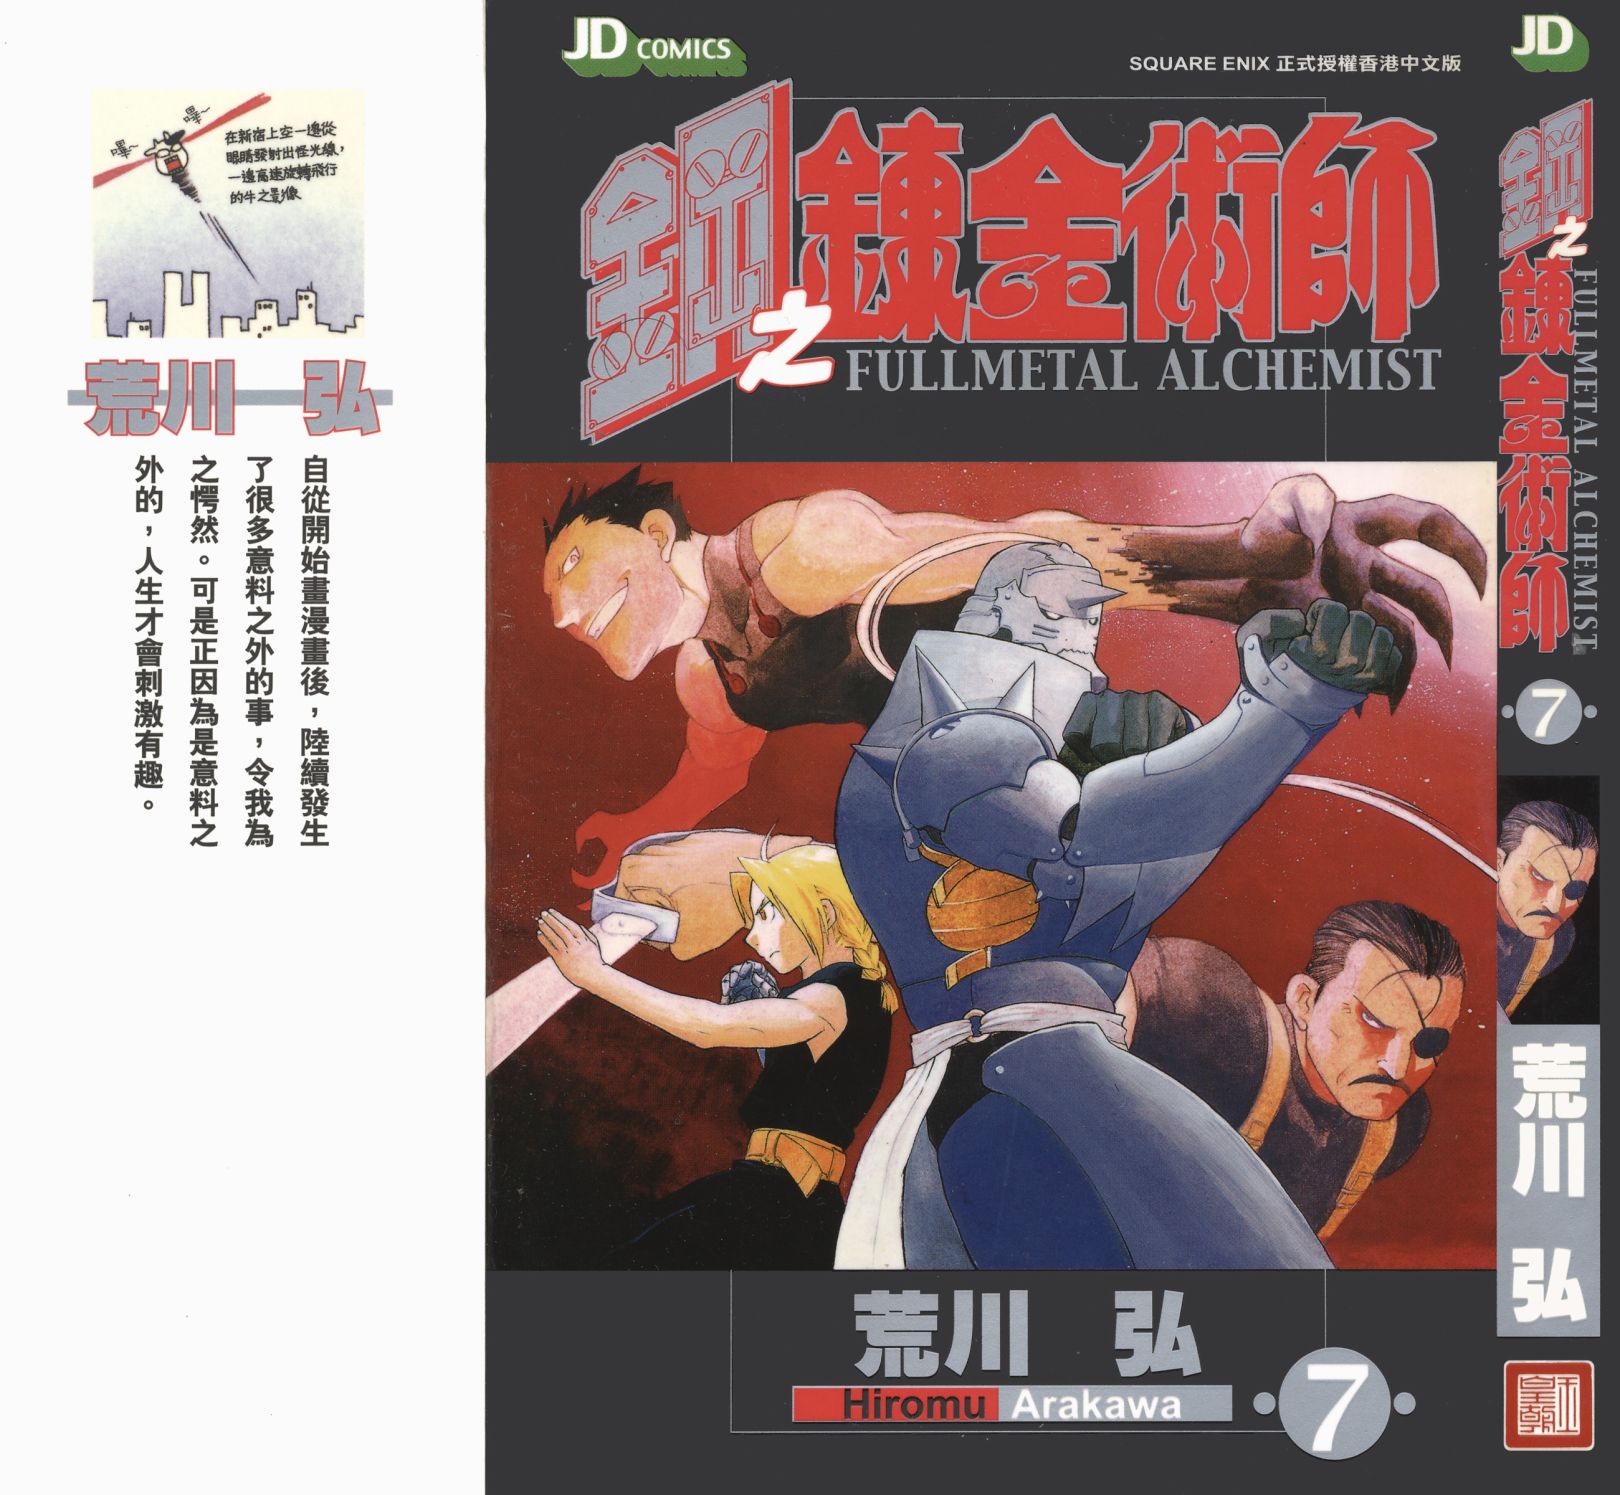 嗶~
嗶~
在新宿上空一邊從
眼睛發射出怪光線，
一邊高速旋轉飛行
的牛之影像
荒川 弘
自從開始畫漫畫後，陸續發生
了很多意料之外的事，令我為
之愕然。可是正因為是意料之
外的，人生才會刺激有趣。
JD COMICS
SQUARE ENIX 正式授權香港中文版
鋼之鍊金術師
FULLMETAL ALCHEMIST
荒川 弘
Hiromu Arakawa
7
JD
鋼之鍊金術師
FULLMETAL ALCHEMIST
7
荒川 弘